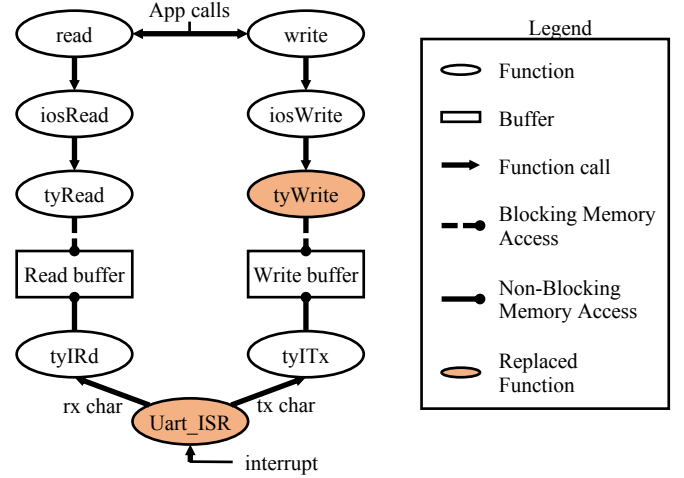 App calls
read
write
iosRead
iosWrite
tyRead
tyWrite
Read buffer
Write buffer
tyIRd
tyITx
rx char
tx char
Uart_ISR
interrupt
Legend
Function
Buffer
Function call
Blocking Memory
Access
Non-Blocking
Memory Access
Replaced
Function